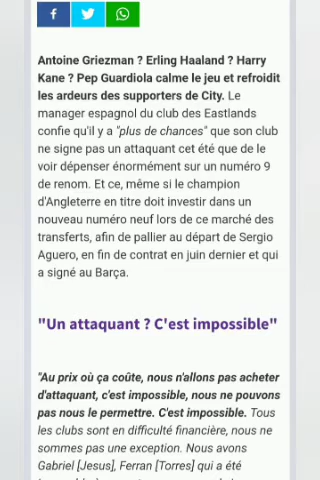 Antoine Griezman ? Erling Haaland ? Harry
Kane ? Pep Guardiola calme le jeu et refroidit
les ardeurs des supporters de City. Le
manager espagnol du club des Eastlands
confie qu'il y a "plus de chances" que son club
ne signe pas un attaquant cet été que de le
voir dépenser énormément sur un numéro 9
de renom. Et ce, même si le champion
d'Angleterre en titre doit investir dans un
nouveau numéro neuf lors de ce marché des
transferts, afin de pallier au départ de Sergio
Aguero, en fin de contrat en juin dernier et qui
a signé au Barça.
"Un attaquant ? C'est impossible"
"Au prix où ça coûte, nous n'allons pas acheter
d'attaquant, c'est impossible, nous ne pouvons
pas nous le permettre. C'est impossible. Tous
les clubs sont en difficulté financière, nous ne
sommes pas une exception. Nous avons
Gabriel [Jesus], Ferran [Torres] qui a été